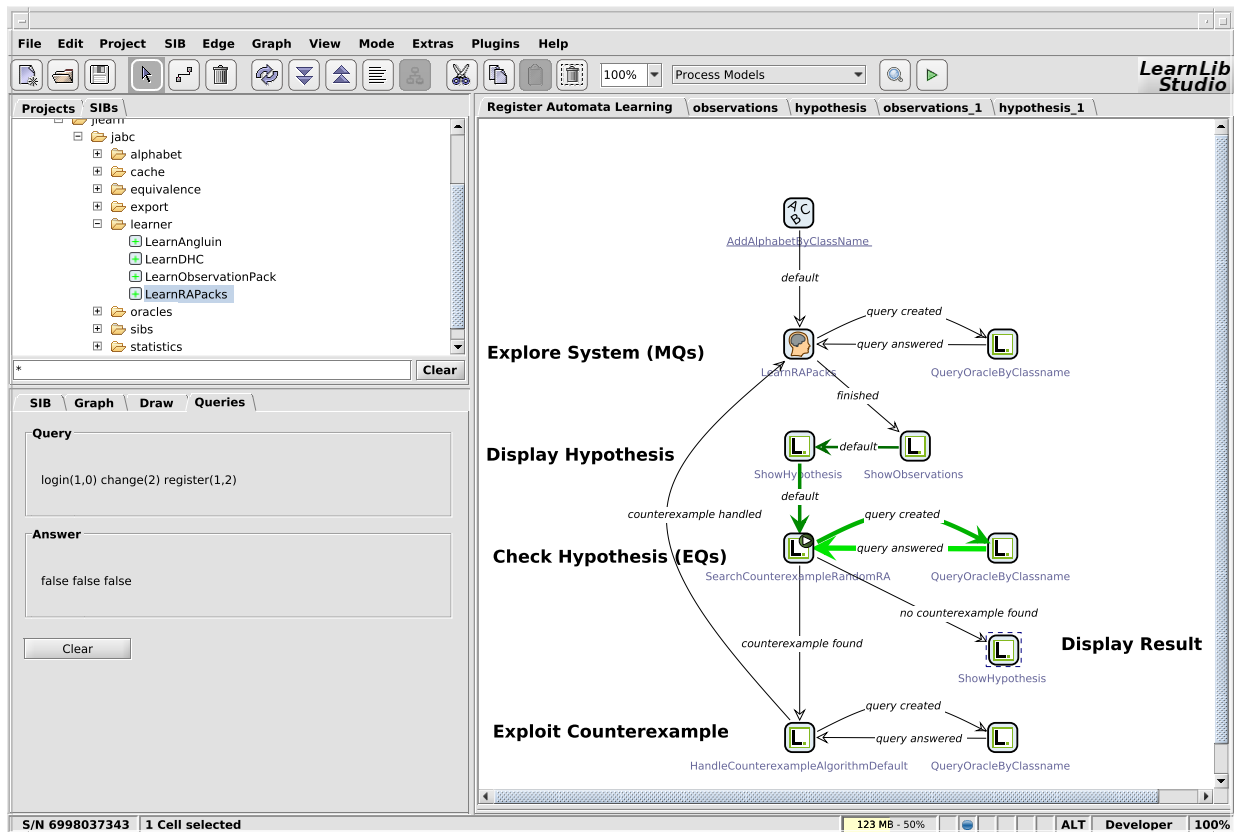 File Edit Project SIB Edge Graph View Mode Extras Plugins Help
100% Process Models
LearnLib
Studio
Projects SIBs
jlearn
jabc
alphabet
cache
equivalence
export
learner
LearnAngluin
LearnDHC
LearnObservationPack
LearnRAPacks
oracles
sibs
statistics
* Clear
SIB Graph Draw Queries
Query
login(1,0) change(2) register(1,2)
Answer
false false false
Clear
Register Automata Learning observations hypothesis observations_1 hypothesis_1
A C B
AddAlphabetByClassName
default
query created
Explore System (MQs)
query answered
LearnRAPacks
QueryOracleByClassname
finished
Display Hypothesis
default
ShowHypothesis
ShowObservations
default
counterexample handled
query created
Check Hypothesis (EQs)
query answered
SearchCounterexampleRandomRA
QueryOracleByClassname
no counterexample found
counterexample found
Display Result
ShowHypothesis
query created
Exploit Counterexample
query answered
HandleCounterexampleAlgorithmDefault
QueryOracleByClassname
L.
L.
L.
L.
L.
L.
L.
L.
S/N 6998037343 1 Cell selected 123 MB - 50% ALT Developer 100%